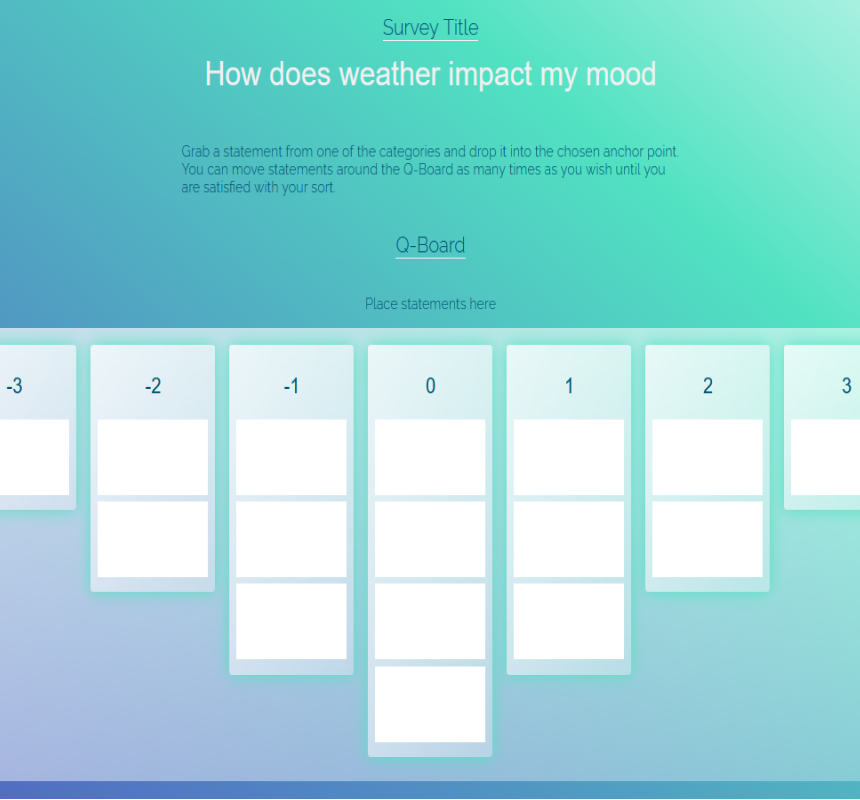 Survey Title
How does weather impact my mood
Grab a statement from one of the categories and drop it into the chosen anchor point.
You can move statements around the Q-Board as many times as you wish until you
are satisfied with your sort.
Q-Board
Place statements here
-3 -2 -1 0 1 2 3